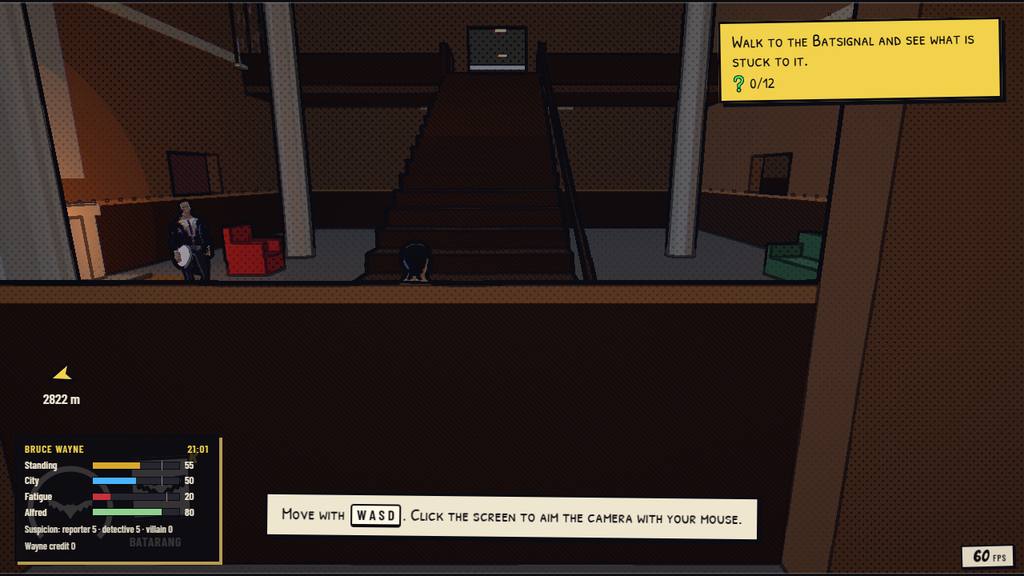 Walk to the Batsignal and see what is
stuck to it.
? 0/12
2822 m
BRUCE WAYNE 21:01
Standing 55
City 50
Fatigue 20
Alfred 80
Suspicion: reporter 5 · detective 5 · villain 0
Wayne credit 0
BATARANG
Move with WASD. Click the screen to aim the camera with your mouse.
60 FPS